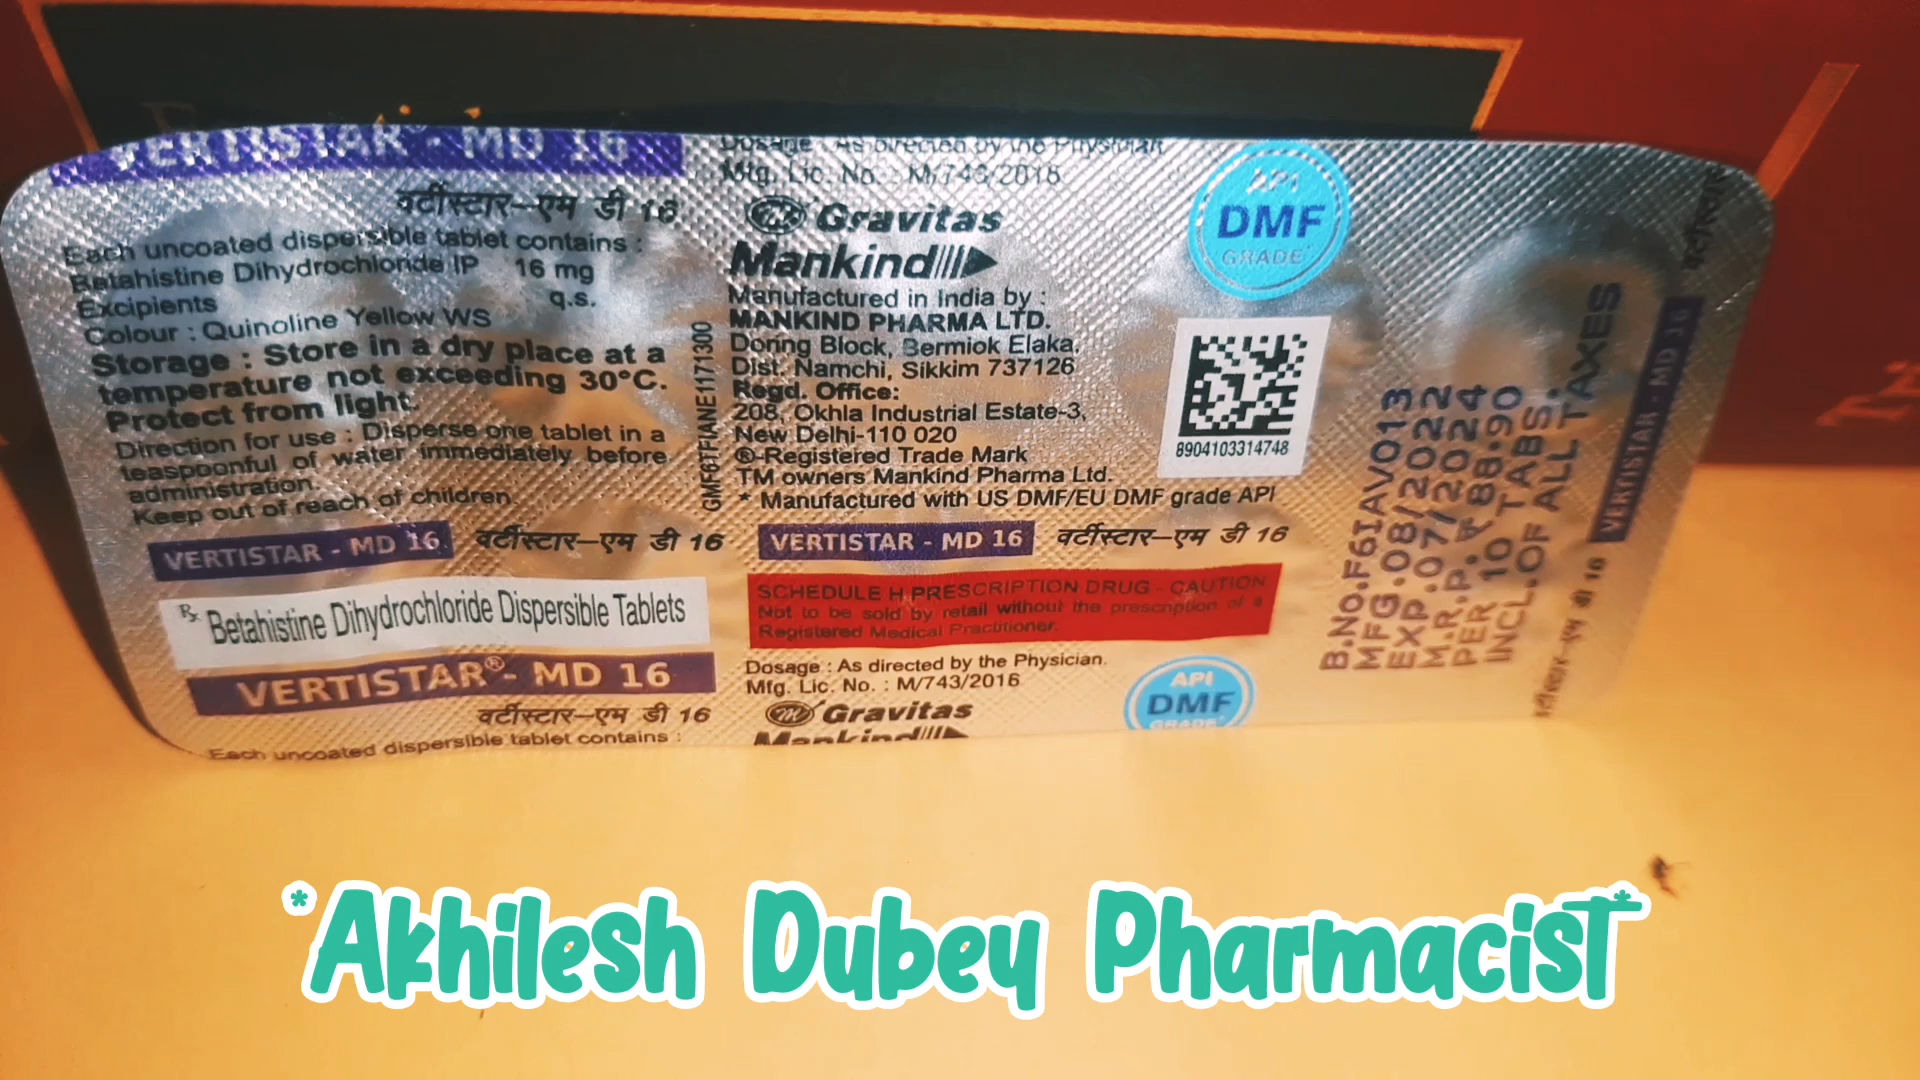 VERTISTAR® - MD 16
वर्टीस्टार–एम डी 16
Each uncoated dispersible tablet contains :
Betahistine Dihydrochloride IP 16 mg
Excipients q.s.
Colour : Quinoline Yellow WS
Storage : Store in a dry place at a
temperature not exceeding 30°C.
Protect from light.
Direction for use : Disperse one tablet in a
teaspoonful of water immediately before
administration.
Keep out of reach of children.
VERTISTAR - MD 16 वर्टीस्टार–एम डी 16
Rx Betahistine Dihydrochloride Dispersible Tablets
VERTISTAR® - MD 16
वर्टीस्टार–एम डी 16
Each uncoated dispersible tablet contains :
GMF6TFIANE1171300
Dosage : As directed by the Physician
Mfg. Lic. No. : M/743/2016
Gravitas
Mankind
Manufactured in India by :
MANKIND PHARMA LTD.
Doring Block, Bermiok Elaka,
Dist. Namchi, Sikkim 737126
Regd. Office:
208, Okhla Industrial Estate-3,
New Delhi-110 020
®-Registered Trade Mark
TM owners Mankind Pharma Ltd.
* Manufactured with US DMF/EU DMF grade API
VERTISTAR - MD 16 वर्टीस्टार–एम डी 16
SCHEDULE H PRESCRIPTION DRUG - CAUTION
Not to be sold by retail without the prescription of a
Registered Medical Practitioner.
Dosage : As directed by the Physician.
Mfg. Lic. No. : M/743/2016
Gravitas
Mankind
API
DMF
GRADE*
8904103314748
API
DMF
GRADE*
B.No.F6IAV013
MFG.08/2022
EXP.07/2024
M.R.P.₹ 88.90
PER 10 TABS.
INCL.OF ALL TAXES
VERTISTAR - MD 16
वर्टीस्टार–एम डी 16
*Akhilesh Dubey Pharmacist*